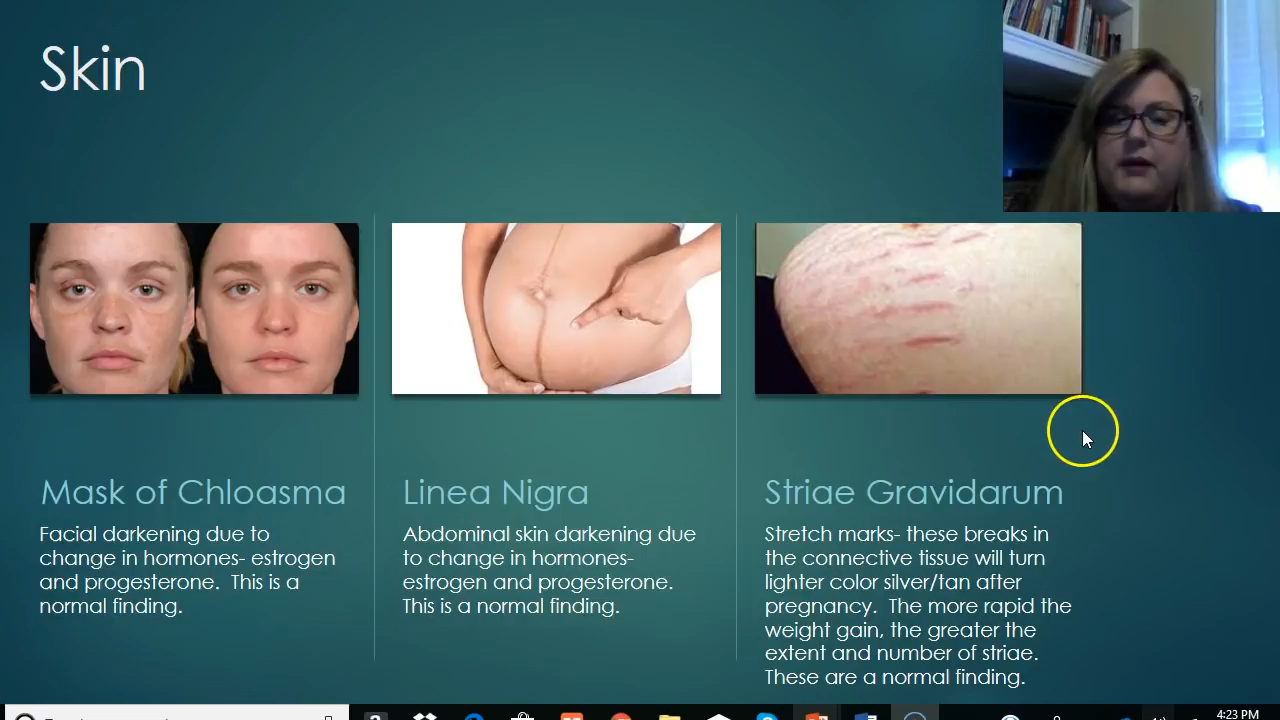 Skin
Mask of Chloasma
Facial darkening due to
change in hormones- estrogen
and progesterone.  This is a
normal finding.
Linea Nigra
Abdominal skin darkening due
to change in hormones-
estrogen and progesterone.
This is a normal finding.
Striae Gravidarum
Stretch marks- these breaks in
the connective tissue will turn
lighter color silver/tan after
pregnancy.  The more rapid the
weight gain, the greater the
extent and number of striae.
These are a normal finding.
4:23 PM